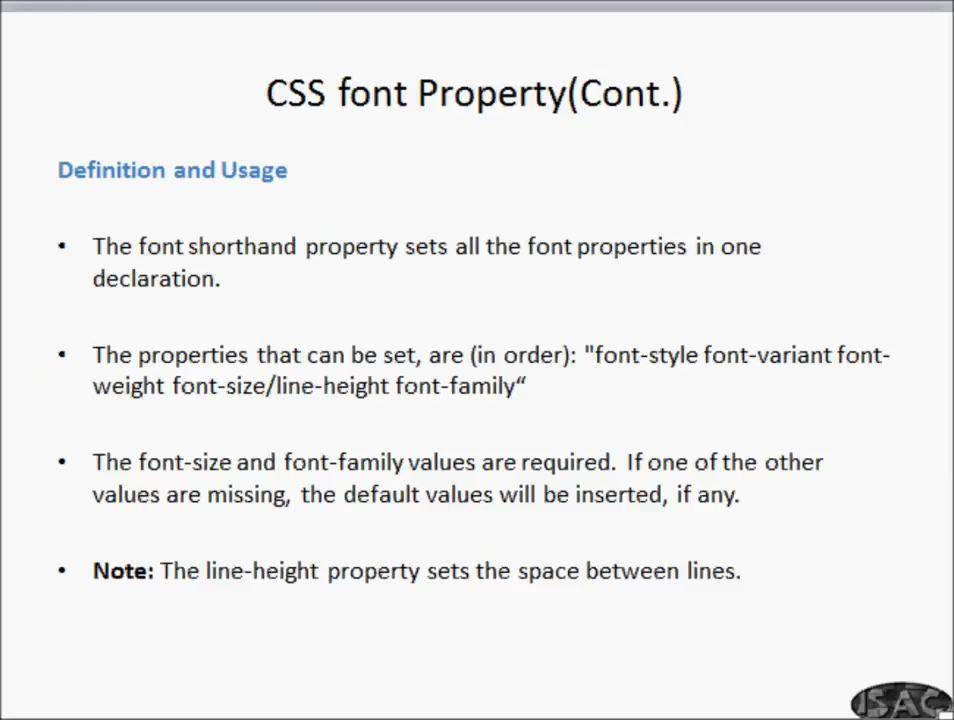 CSS font Property(Cont.)
Definition and Usage
• The font shorthand property sets all the font properties in one
declaration.
• The properties that can be set, are (in order): "font-style font-variant font-
weight font-size/line-height font-family“
• The font-size and font-family values are required. If one of the other
values are missing, the default values will be inserted, if any.
• Note: The line-height property sets the space between lines.
ISAC